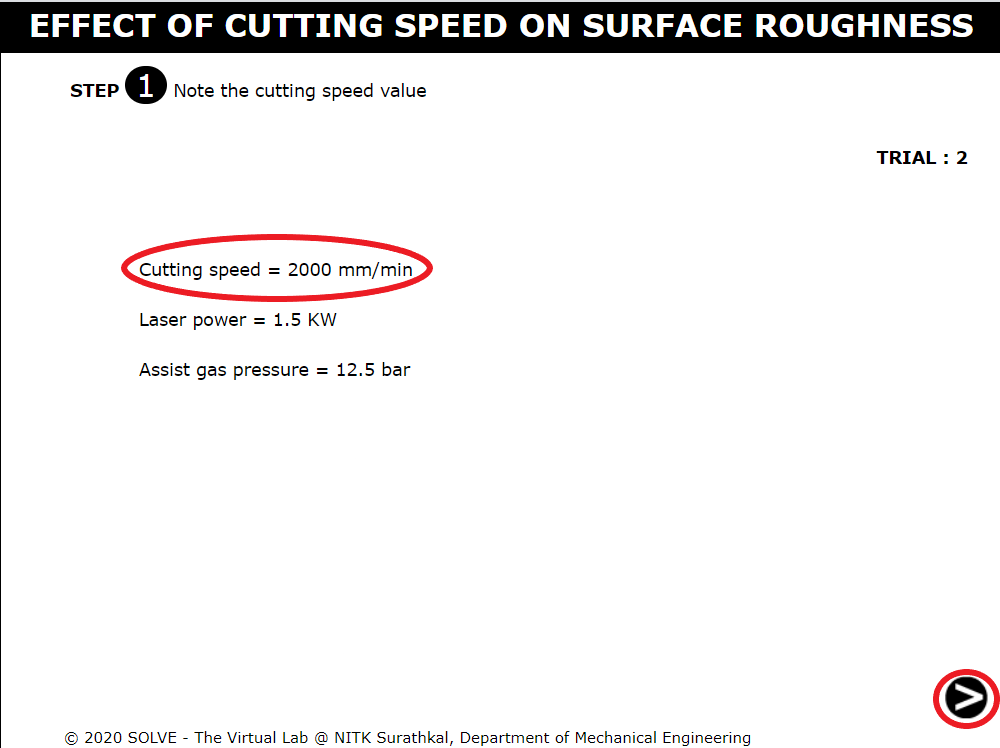 EFFECT OF CUTTING SPEED ON SURFACE ROUGHNESS
STEP 1 Note the cutting speed value
TRIAL : 2
Cutting speed = 2000 mm/min
Laser power = 1.5 KW
Assist gas pressure = 12.5 bar
>
© 2020 SOLVE - The Virtual Lab @ NITK Surathkal, Department of Mechanical Engineering